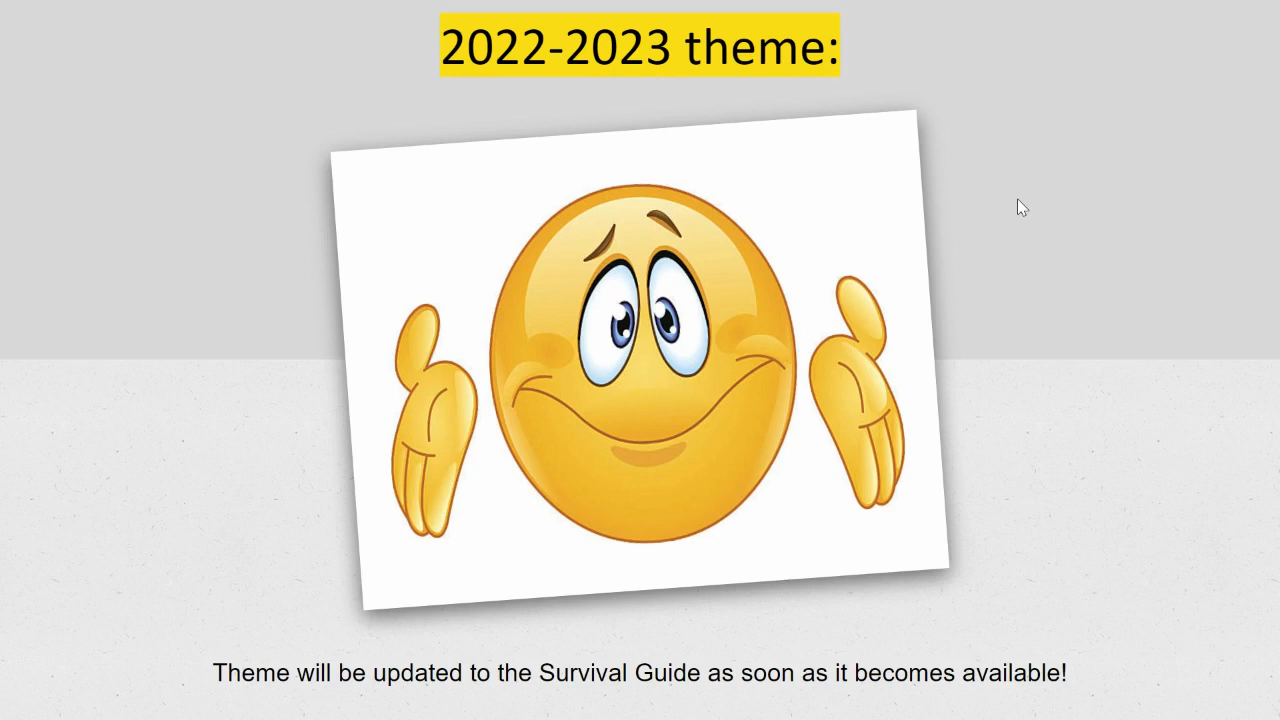 2022-2023 theme:
Theme will be updated to the Survival Guide as soon as it becomes available!